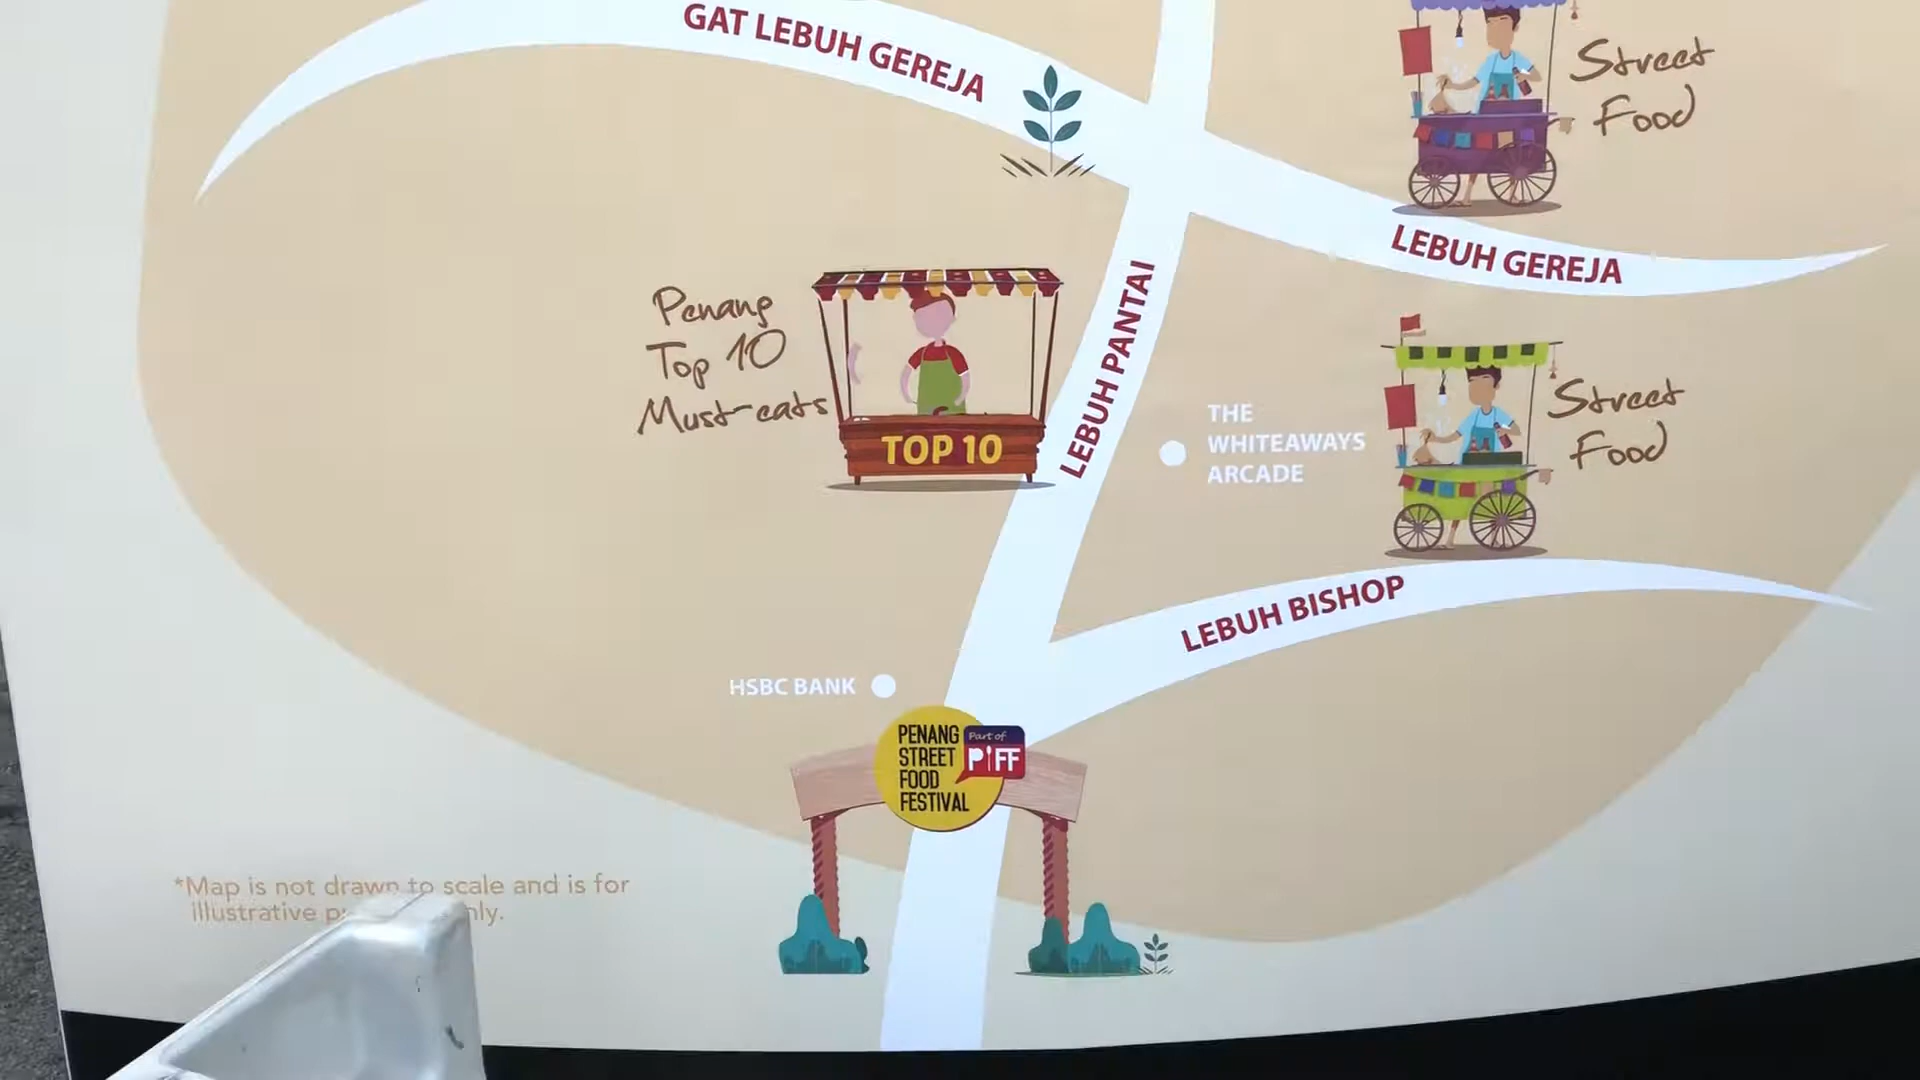 GAT LEBUH GEREJA
Street
Food
LEBUH GEREJA
Penang
Top 10
Must-eats
TOP 10
LEBUH PANTAI
THE
WHITEAWAYS
ARCADE
Street
Food
LEBUH BISHOP
HSBC BANK
PENANG
STREET
FOOD
FESTIVAL
Part of
PIFF
*Map is not drawn to scale and is for
illustrative